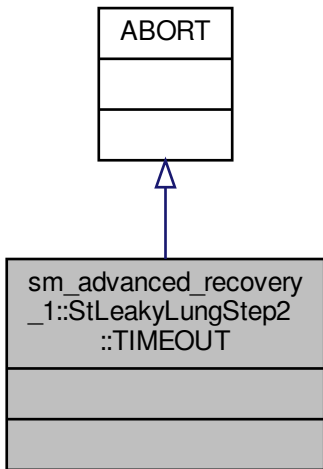 ABORT
sm_advanced_recovery
_1::StLeakyLungStep2
::TIMEOUT